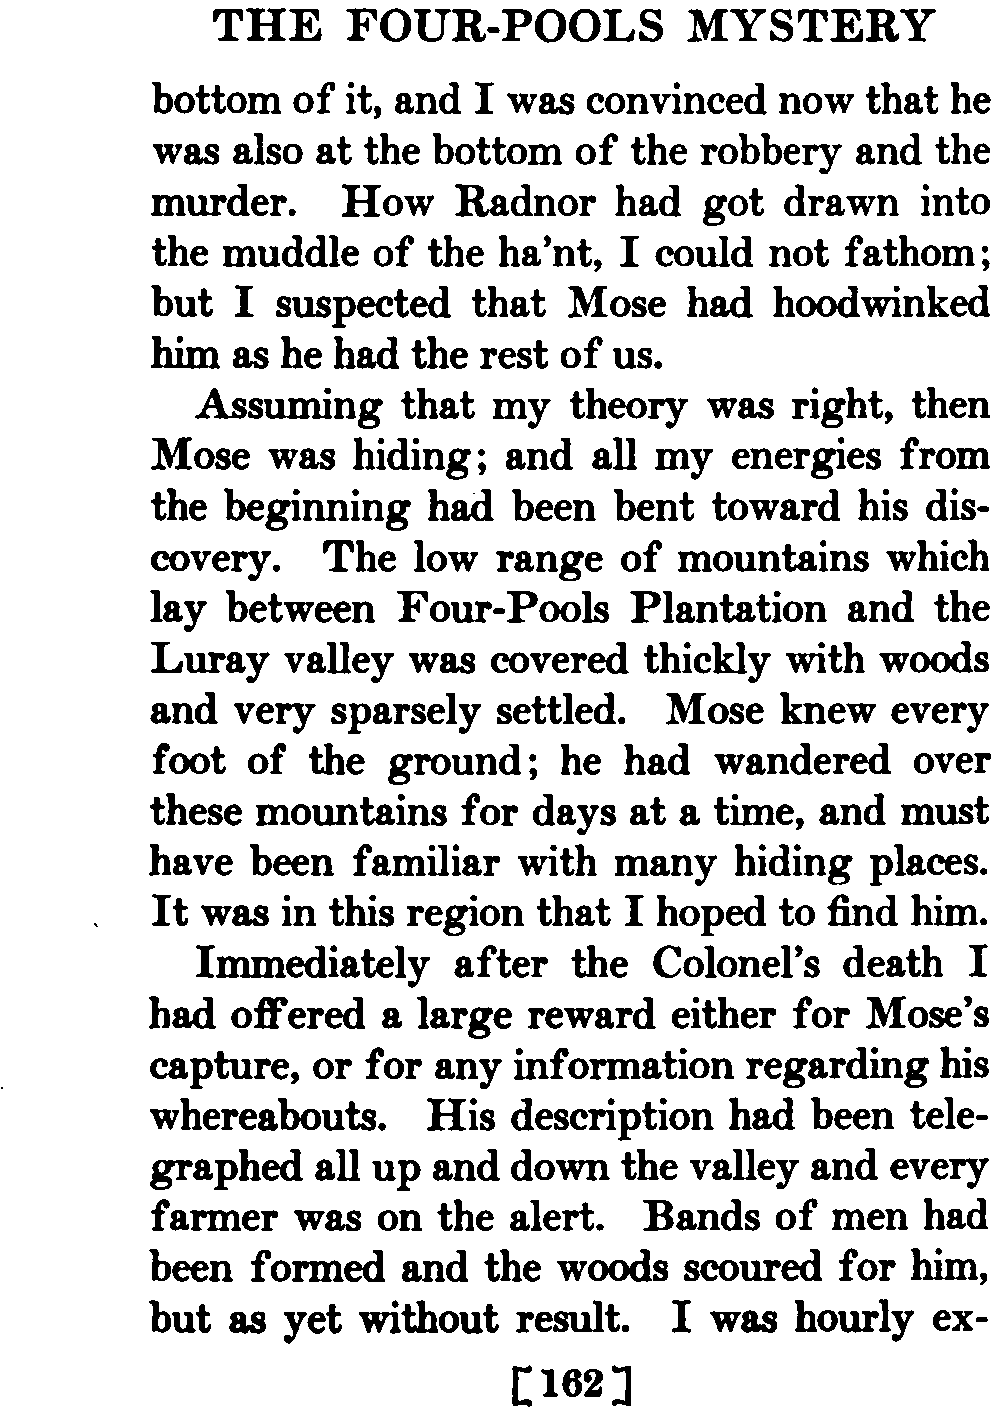 THE FOUR-POOLS MYSTERY
bottom of it, and I was convinced now that he
was also at the bottom of the robbery and the
murder. How Radnor had got drawn into
the muddle of the ha'nt, I could not fathom;
but I suspected that Mose had hoodwinked
him as he had the rest of us.
Assuming that my theory was right, then
Mose was hiding; and all my energies from
the beginning had been bent toward his dis-
covery. The low range of mountains which
lay between Four-Pools Plantation and the
Luray valley was covered thickly with woods
and very sparsely settled. Mose knew every
foot of the ground; he had wandered over
these mountains for days at a time, and must
have been familiar with many hiding places.
It was in this region that I hoped to find him.
Immediately after the Colonel's death I
had offered a large reward either for Mose's
capture, or for any information regarding his
whereabouts. His description had been tele-
graphed all up and down the valley and every
farmer was on the alert. Bands of men had
been formed and the woods scoured for him,
but as yet without result. I was hourly ex-
[162]